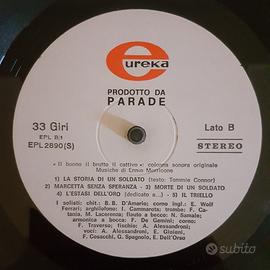 eureka
PRODOTTO DA
PARADE
33 Giri
Lato B
EPL B/1
EPL 2890(S)
STEREO
« Il buono il brutto il cattivo »: colonna sonora originale
Musiche di Ennio Morricone
1) LA STORIA DI UN SOLDATO (testo: Tommie Connor)
2) MARCETTA SENZA SPERANZA - 3) MORTE DI UN SOLDATO
4) L'ESTASI DELL'ORO (dedicato a...) - 5) IL TRIELLO
I solisti: chit.: B.B. D'Amario; corno ingl.: E. Wolf
Ferrari; arghilofono: I. Cammarota; tromba: F. Ca-
tania, M. Lacerenza; flauto a becco: N. Samale;
armonica a bocca: F. De Gemini; corno: F.
Traverso; fischio: A. Alessandroni;
voci: A. Alessandroni, E. Gioieni,
F. Cosacchi, G. Spagnolo, E. Dell'Orso
subito